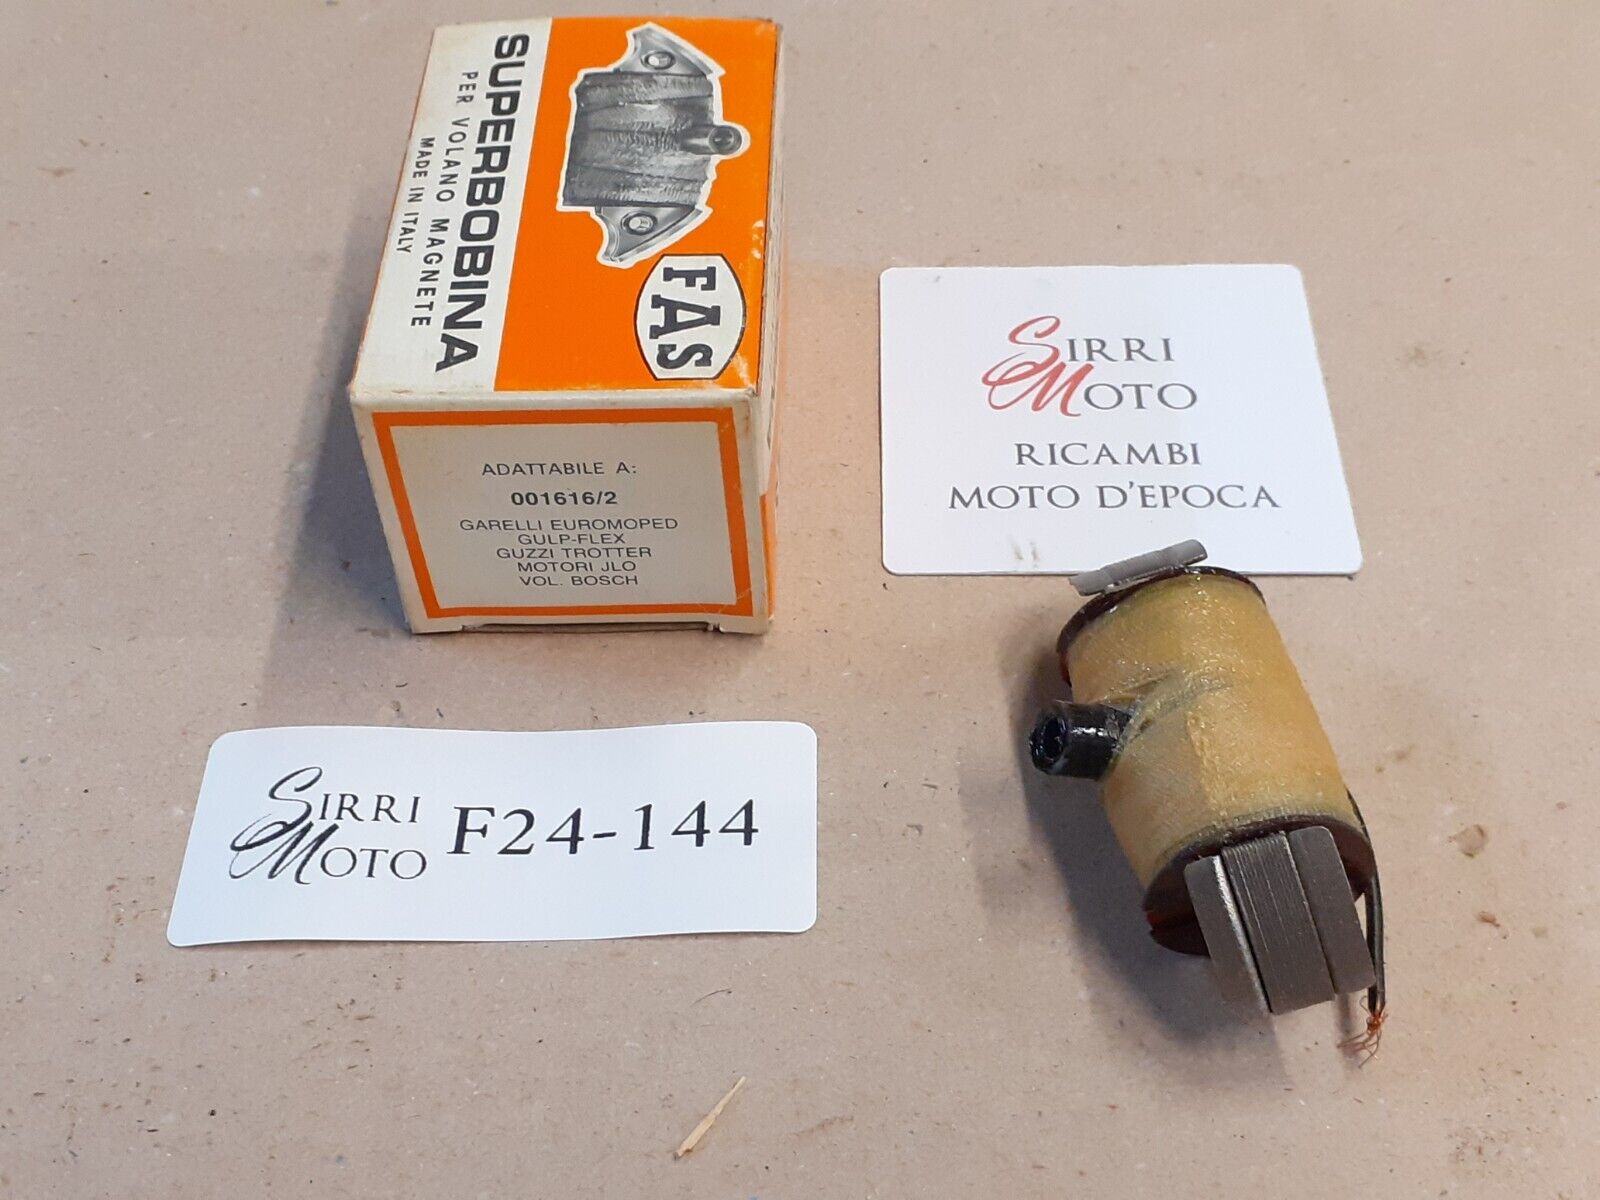 SUPERBOBINA
PER VOLANO MAGNETE
MADE IN ITALY
FAS
ADATTABILE A:
001616/2
GARELLI EUROMOPED
GULP-FLEX
GUZZI TROTTER
MOTORI JLO
VOL. BOSCH
SIRRI
MOTO
RICAMBI
MOTO D'EPOCA
SIRRI
MOTO
F24-144